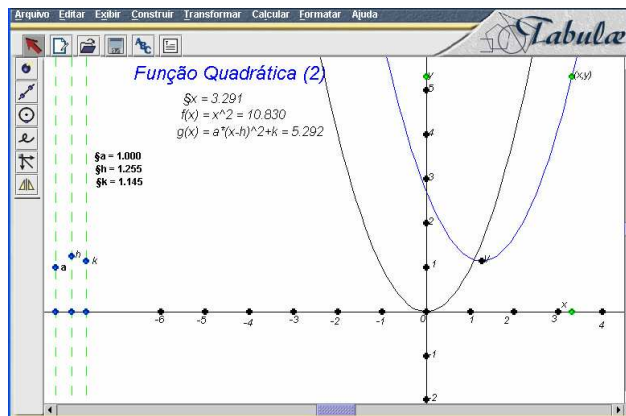 Arquivo Editar Exibir Construir Transformar Calcular Formatar Ajuda
Tabulæ
ABC
Função Quadrática (2)
§x = 3.291
f(x) = x^2 = 10.830
g(x) = a*(x-h)^2+k = 5.292
§a = 1.000
§h = 1.255
§k = 1.145
y
(x,y)
5
4
3
2
1
v
a h k
x
-6 -5 -4 -3 -2 -1 0 1 2 3 4
-1
-2